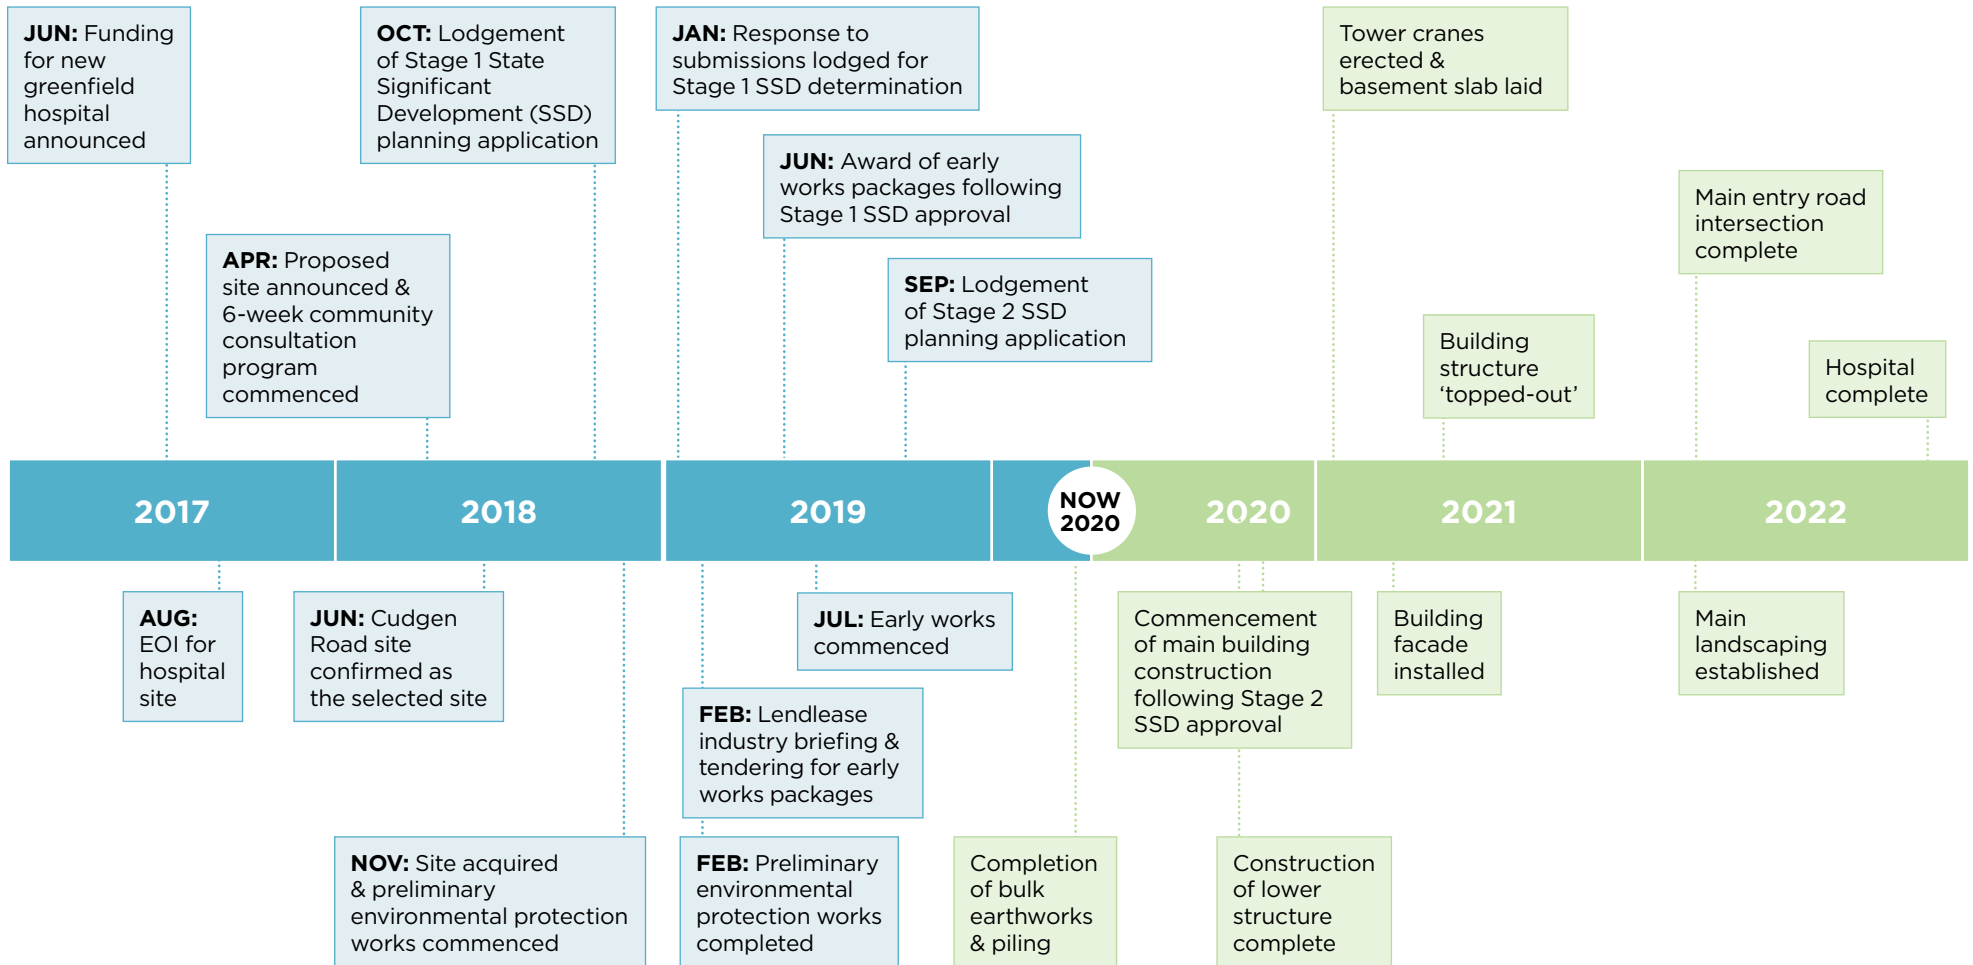 JUN: Funding
for new
greenfield
hospital
announced
OCT: Lodgement
of Stage 1 State
Significant
Development (SSD)
planning application
JAN: Response to
submissions lodged for
Stage 1 SSD determination
Tower cranes
erected &
basement slab laid
JUN: Award of early
works packages following
Stage 1 SSD approval
Main entry road
intersection
complete
APR: Proposed
site announced &
6-week community
consultation
program
commenced
SEP: Lodgement
of Stage 2 SSD
planning application
Building
structure
‘topped-out’
Hospital
complete
2017
2018
2019
NOW
2020
2020
2021
2022
AUG:
EOI for
hospital
site
JUN: Cudgen
Road site
confirmed as
the selected site
JUL: Early works
commenced
Commencement
of main building
construction
following Stage 2
SSD approval
Building
facade
installed
Main
landscaping
established
FEB: Lendlease
industry briefing &
tendering for early
works packages
NOV: Site acquired
& preliminary
environmental protection
works commenced
FEB: Preliminary
environmental
protection works
completed
Completion
of bulk
earthworks
& piling
Construction
of lower
structure
complete